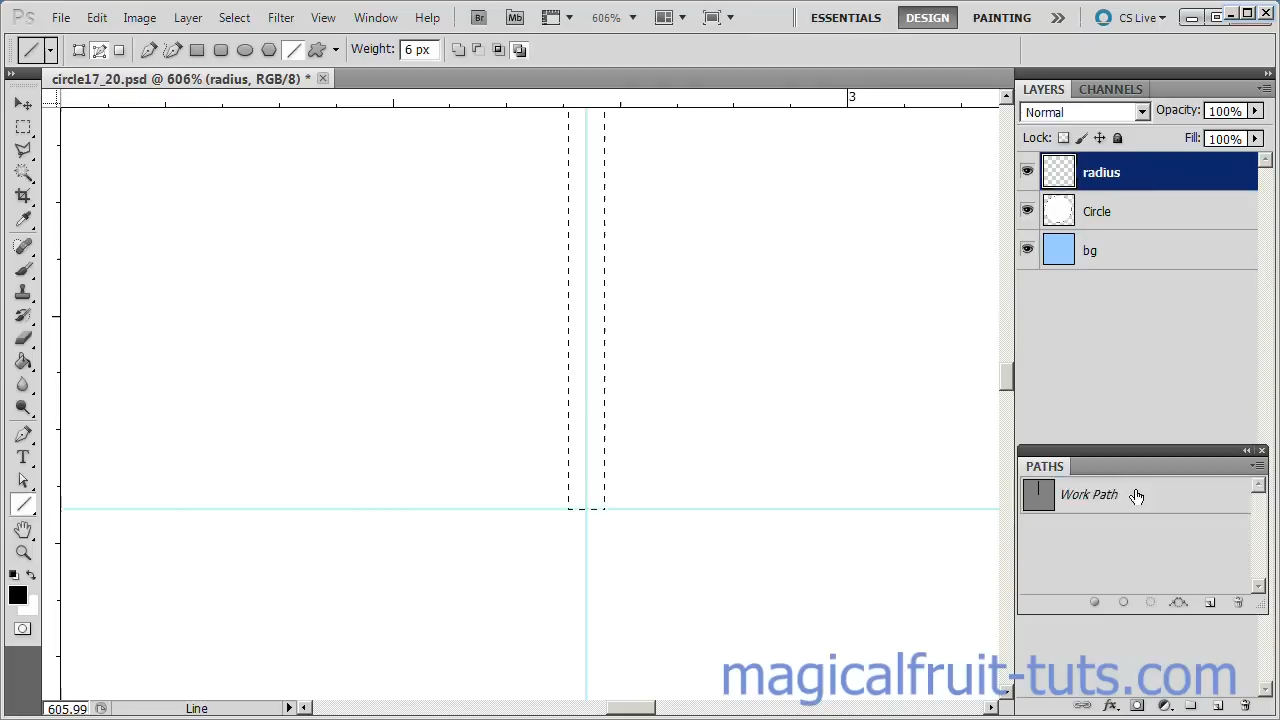 Ps File Edit Image Layer Select Filter View Window Help Br Mb 606% ESSENTIALS DESIGN PAINTING CS Live
Weight: 6 px
circle17_20.psd @ 606% (radius, RGB/8) *
3
LAYERS CHANNELS
Normal Opacity: 100%
Lock: Fill: 100%
radius
Circle
bg
PATHS
Work Path
T
magicalfruit-tuts.com
605.99 Line
fx